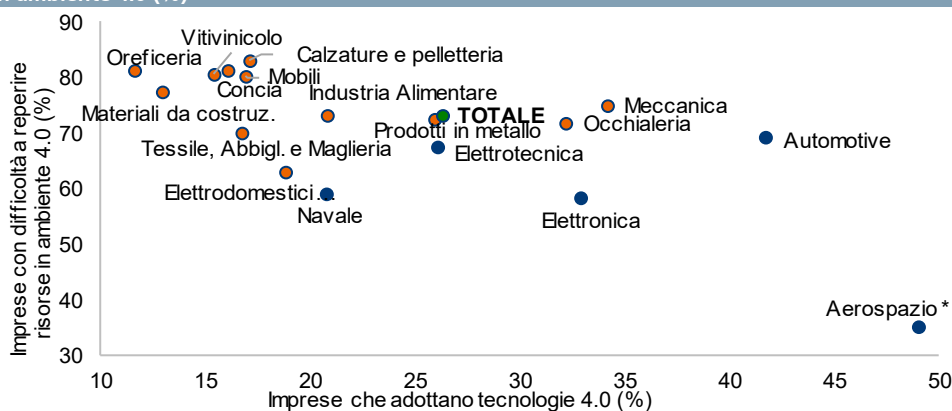 4.0 (%)
90
80
70
60
50
40
30
Imprese con difficoltà a reperire
risorse in ambiente 4.0 (%)
Vitivinicolo
Oreficeria
Calzature e pelletteria
Concia
Mobili
Industria Alimentare
Materiali da costruz.
TOTALE
Prodotti in metallo
Meccanica
Occhialeria
Tessile, Abbigl. e Maglieria
Elettrotecnica
Automotive
Elettrodomestici...
Navale
Elettronica
Aerospazio *
10 15 20 25 30 35 40 45 50
Imprese che adottano tecnologie 4.0 (%)